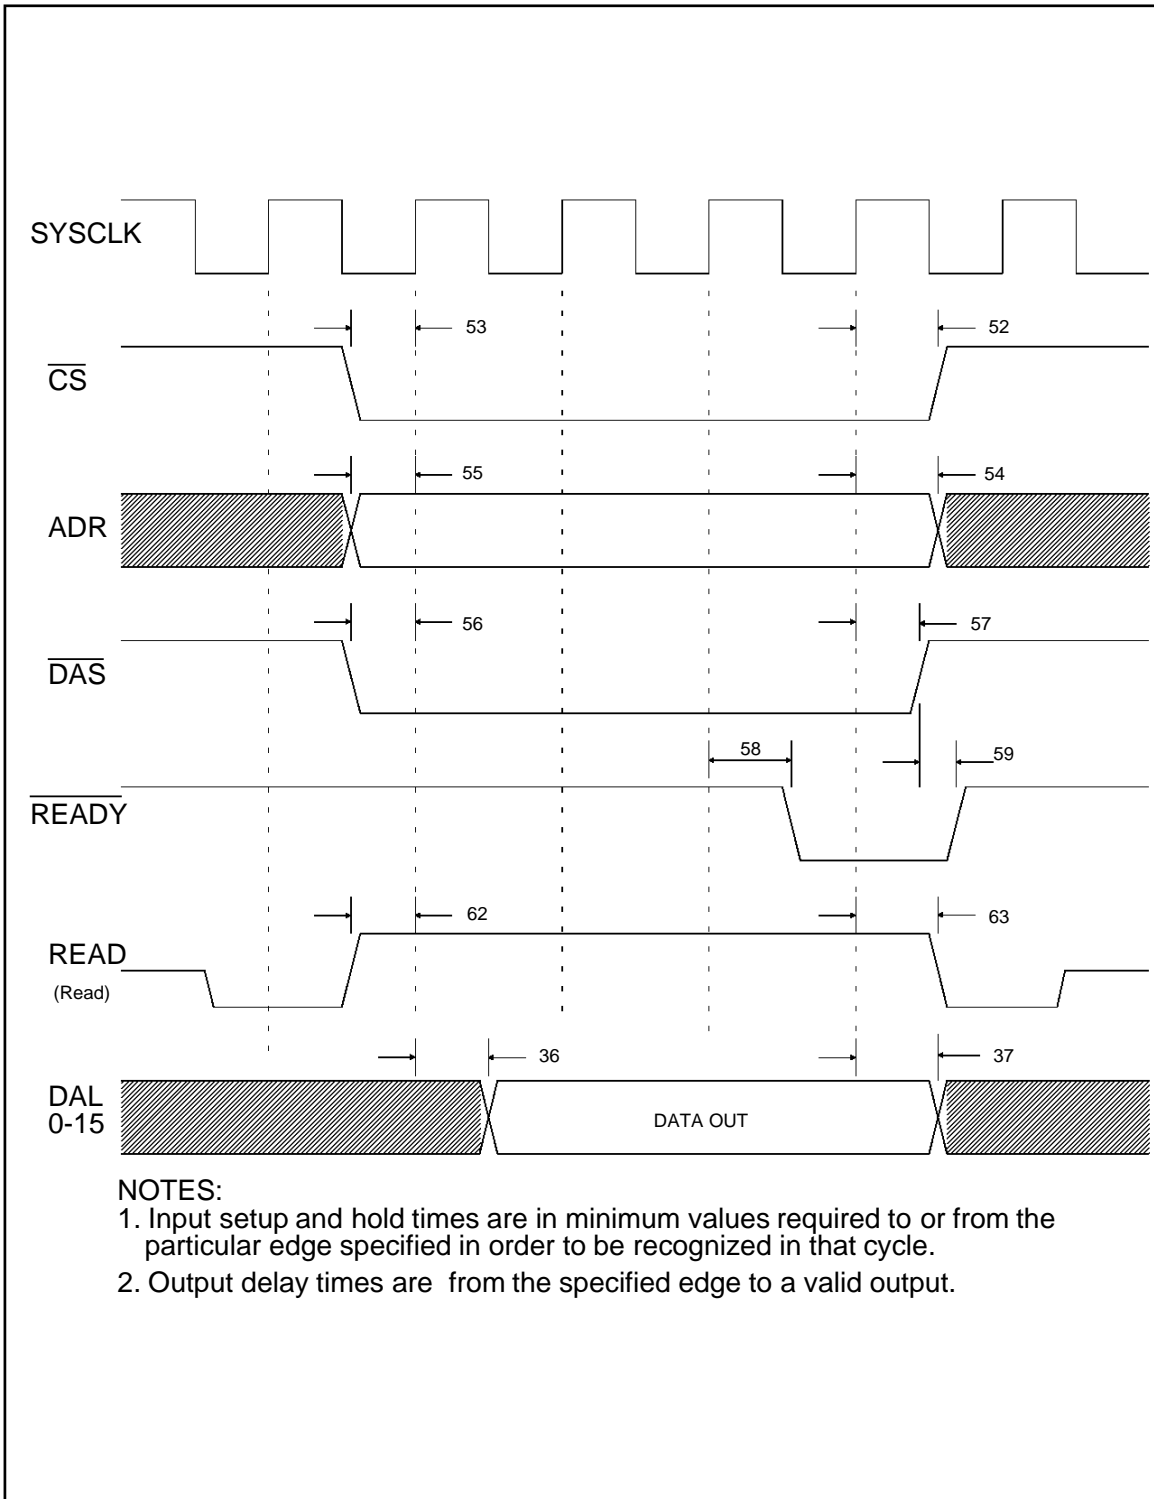 SYSCLK
53
52
CS
55
54
ADR
56
57
DAS
58
59
READY
62
63
READ
(Read)
36
37
DAL
0-15
DATA OUT
NOTES:
1. Input setup and hold times are in minimum values required to or from the
particular edge specified in order to be recognized in that cycle.
2. Output delay times are  from the specified edge to a valid output.